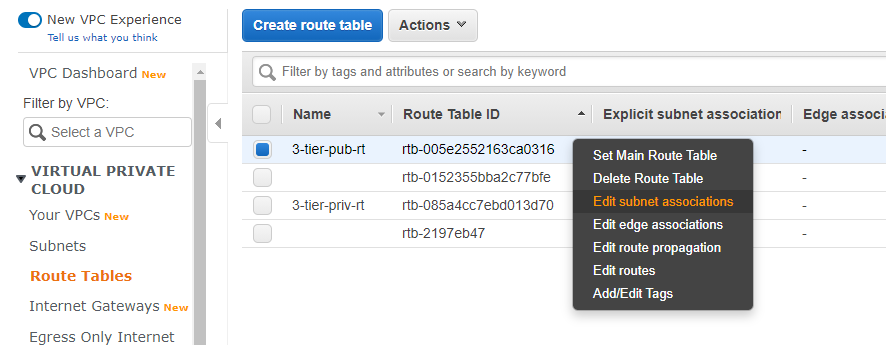 New VPC Experience
Tell us what you think
VPC Dashboard New
Filter by VPC:
Select a VPC
VIRTUAL PRIVATE
CLOUD
Your VPCs New
Subnets
Route Tables
Internet Gateways New
Egress Only Internet
Create route table Actions
Filter by tags and attributes or search by keyword
Name Route Table ID Explicit subnet association Edge associa
3-tier-pub-rt rtb-005e2552163ca0316 -
rtb-0152355bba2c77bfe -
3-tier-priv-rt rtb-085a4cc7ebd013d70 -
rtb-2197eb47 -
Set Main Route Table
Delete Route Table
Edit subnet associations
Edit edge associations
Edit route propagation
Edit routes
Add/Edit Tags